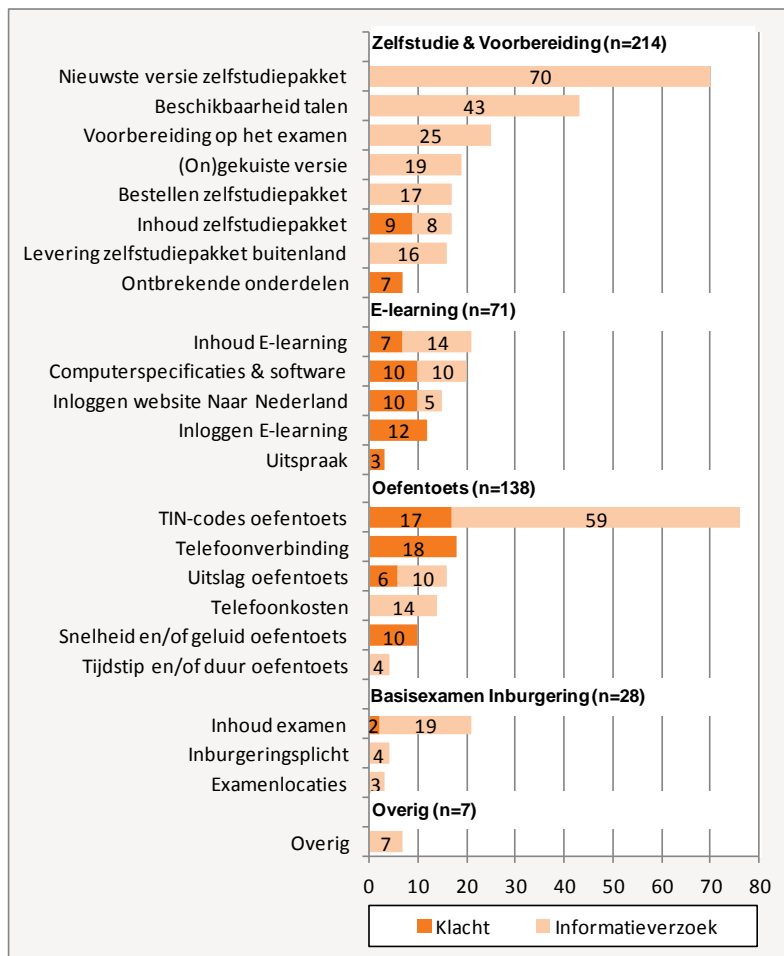 Zelfstudie & Voorbereiding (n=214)
Nieuwste versie zelfstudiepakket 70
Beschikbaarheid talen 43
Voorbereiding op het examen 25
(On)gekuiste versie 19
Bestellen zelfstudiepakket 17
Inhoud zelfstudiepakket 9 8
Levering zelfstudiepakket buitenland 16
Ontbrekende onderdelen 7
E-learning (n=71)
Inhoud E-learning 7 14
Computerspecificaties & software 10 10
Inloggen website Naar Nederland 10 5
Inloggen E-learning 12
Uitspraak 3
Oefentoets (n=138)
TIN-codes oefentoets 17 59
Telefoonverbinding 18
Uitslag oefentoets 6 10
Telefoonkosten 14
Snelheid en/of geluid oefentoets 10
Tijdstip en/of duur oefentoets 4
Basisexamen Inburgering (n=28)
Inhoud examen 2 19
Inburgeringsplicht 4
Examenlocaties 3
Overig (n=7)
Overig 7
0 10 20 30 40 50 60 70 80
Klacht Informatieverzoek